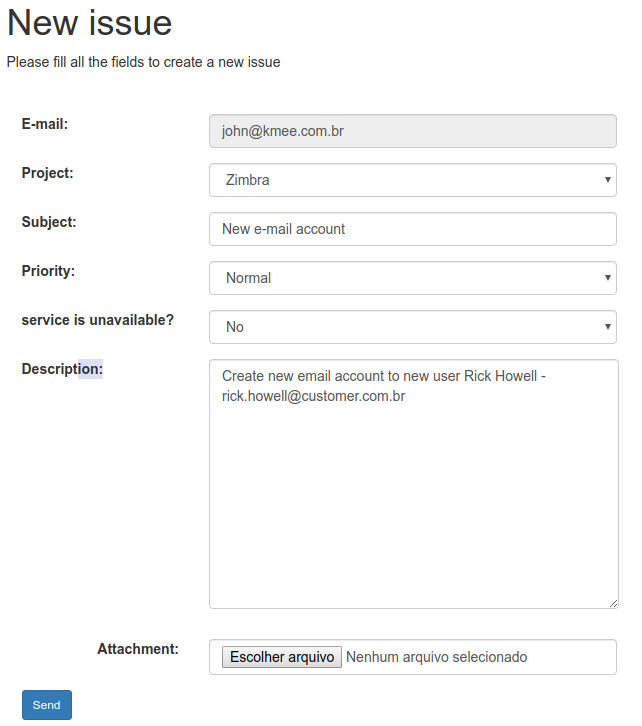 New issue
Please fill all the fields to create a new issue
E-mail: john@kmee.com.br
Project: Zimbra
Subject: New e-mail account
Priority: Normal
service is unavailable? No
Description: Create new email account to new user Rick Howell -
rick.howell@customer.com.br
Attachment: Escolher arquivo Nenhum arquivo selecionado
Send